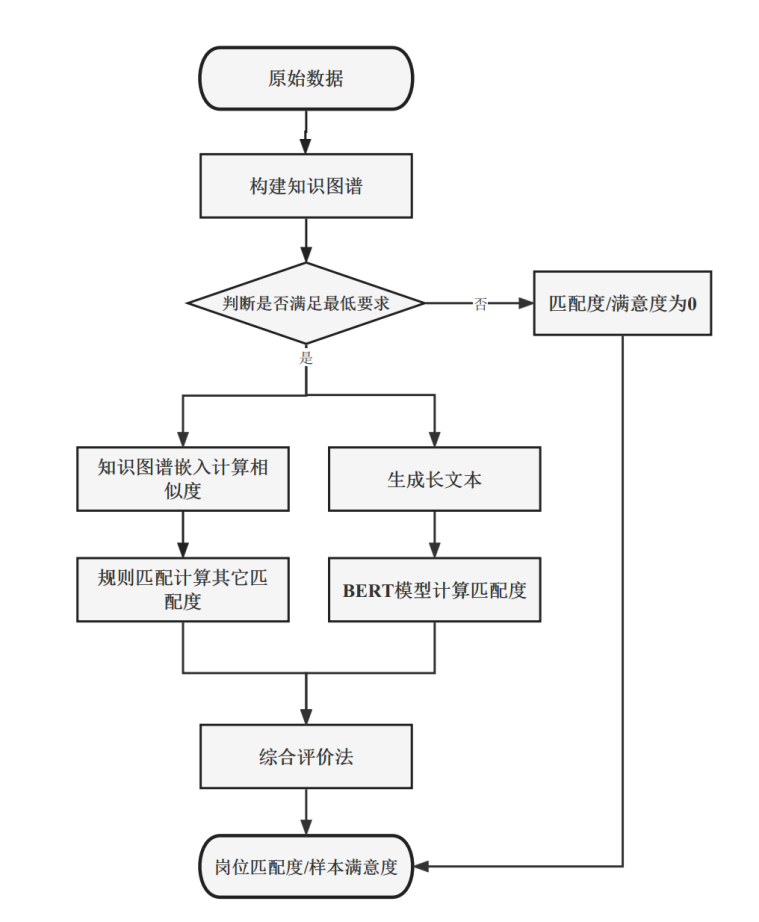 原始数据
构建知识图谱
判断是否满足最低要求
否
匹配度/满意度为0
是
知识图谱嵌入计算相
似度
生成长文本
规则匹配计算其它匹
配度
BERT模型计算匹配度
综合评价法
岗位匹配度/样本满意度